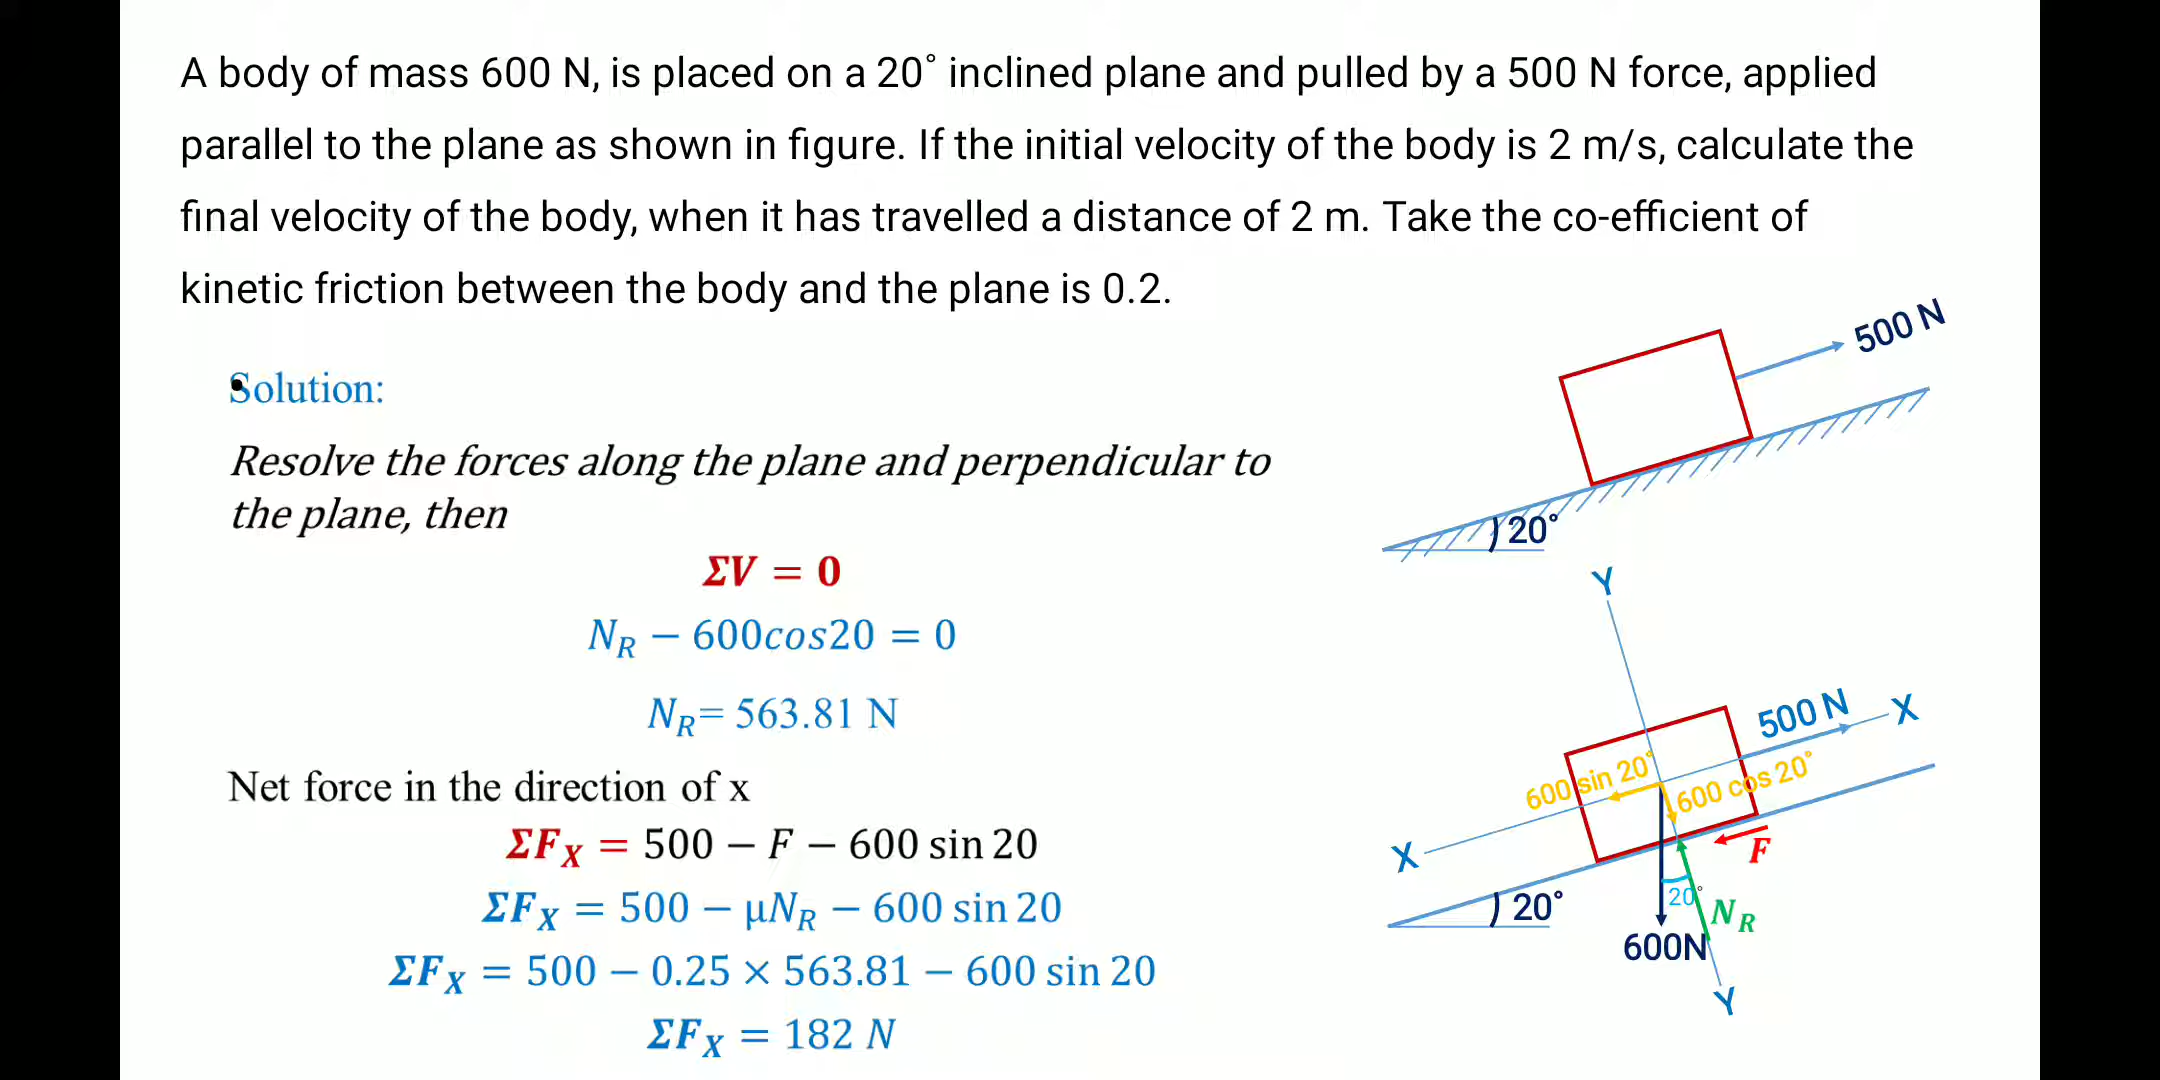 A body of mass 600 N, is placed on a 20° inclined plane and pulled by a 500 N force, applied
parallel to the plane as shown in figure. If the initial velocity of the body is 2 m/s, calculate the
final velocity of the body, when it has travelled a distance of 2 m. Take the co-efficient of
kinetic friction between the body and the plane is 0.2.
500 N
20°
Solution:
Resolve the forces along the plane and perpendicular to
the plane, then
ΣV = 0
N_R − 600cos20 = 0
N_R= 563.81 N
Net force in the direction of x
ΣF_X = 500 − F − 600 sin 20
ΣF_X = 500 − μN_R − 600 sin 20
ΣF_X = 500 − 0.25 × 563.81 − 600 sin 20
ΣF_X = 182 N
Y
500 N
X
600 sin 20°
600 cos 20°
X
F
20°
20°
N_R
600N
Y